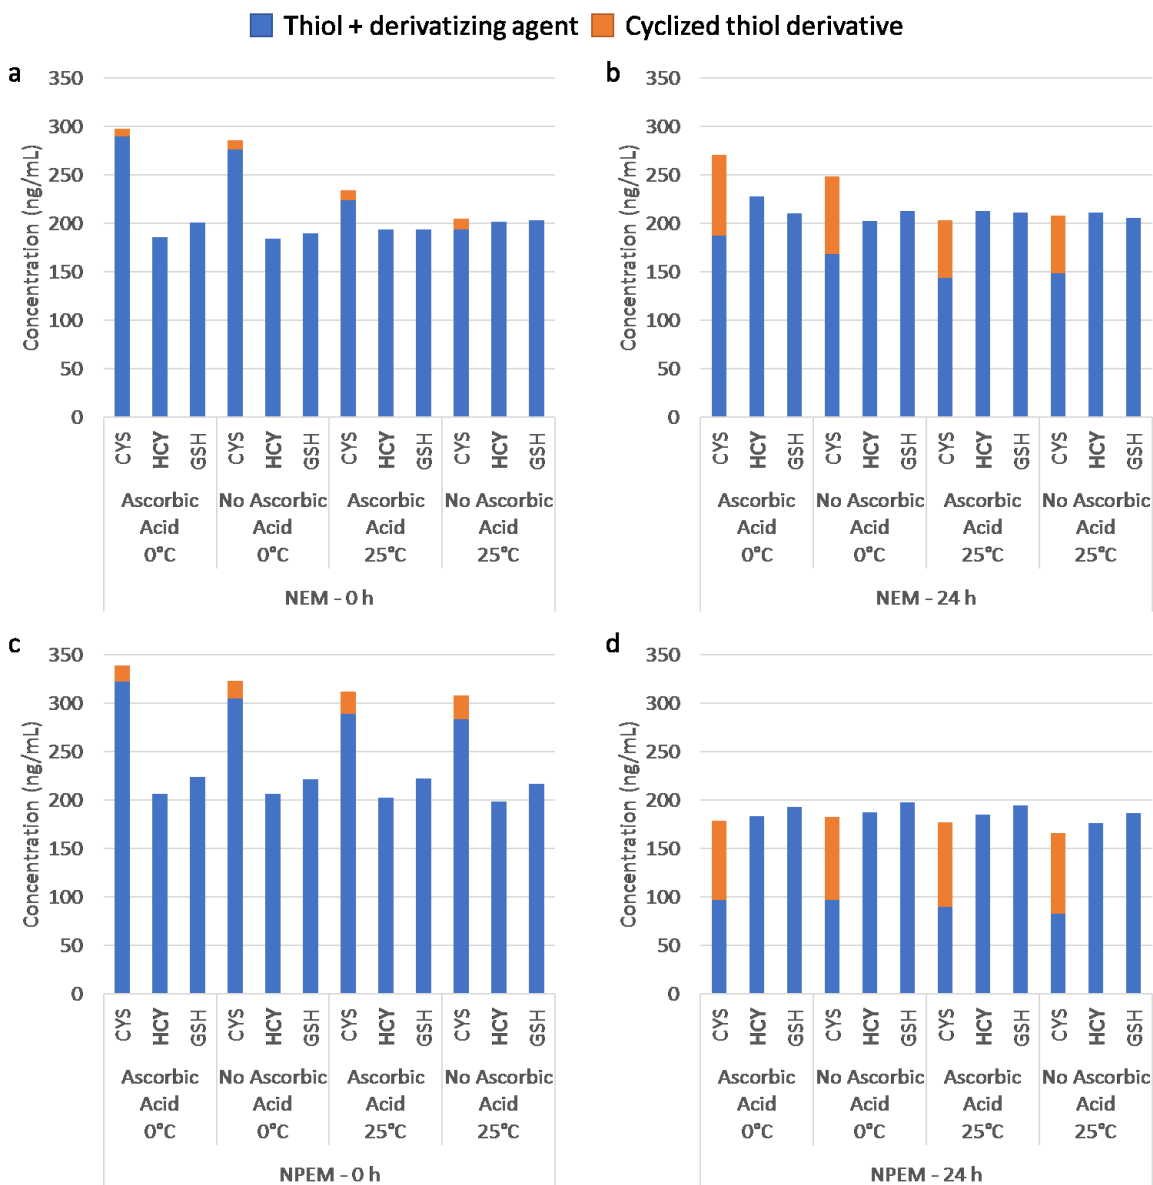 Thiol + derivatizing agent Cyclized thiol derivative
a
350
300
250
200
150
100
50
0
Concentration (ng/mL)
CYS HCY GSH CYS HCY GSH CYS HCY GSH CYS HCY GSH
Ascorbic No Ascorbic Ascorbic No Ascorbic
Acid Acid Acid Acid
0°C 0°C 25°C 25°C
NEM - 0 h
b
350
300
250
200
150
100
50
0
Concentration (ng/mL)
CYS HCY GSH CYS HCY GSH CYS HCY GSH CYS HCY GSH
Ascorbic No Ascorbic Ascorbic No Ascorbic
Acid Acid Acid Acid
0°C 0°C 25°C 25°C
NEM - 24 h
c
350
300
250
200
150
100
50
0
Concentration (ng/mL)
CYS HCY GSH CYS HCY GSH CYS HCY GSH CYS HCY GSH
Ascorbic No Ascorbic Ascorbic No Ascorbic
Acid Acid Acid Acid
0°C 0°C 25°C 25°C
NPEM - 0 h
d
350
300
250
200
150
100
50
0
Concentration (ng/mL)
CYS HCY GSH CYS HCY GSH CYS HCY GSH CYS HCY GSH
Ascorbic No Ascorbic Ascorbic No Ascorbic
Acid Acid Acid Acid
0°C 0°C 25°C 25°C
NPEM - 24 h